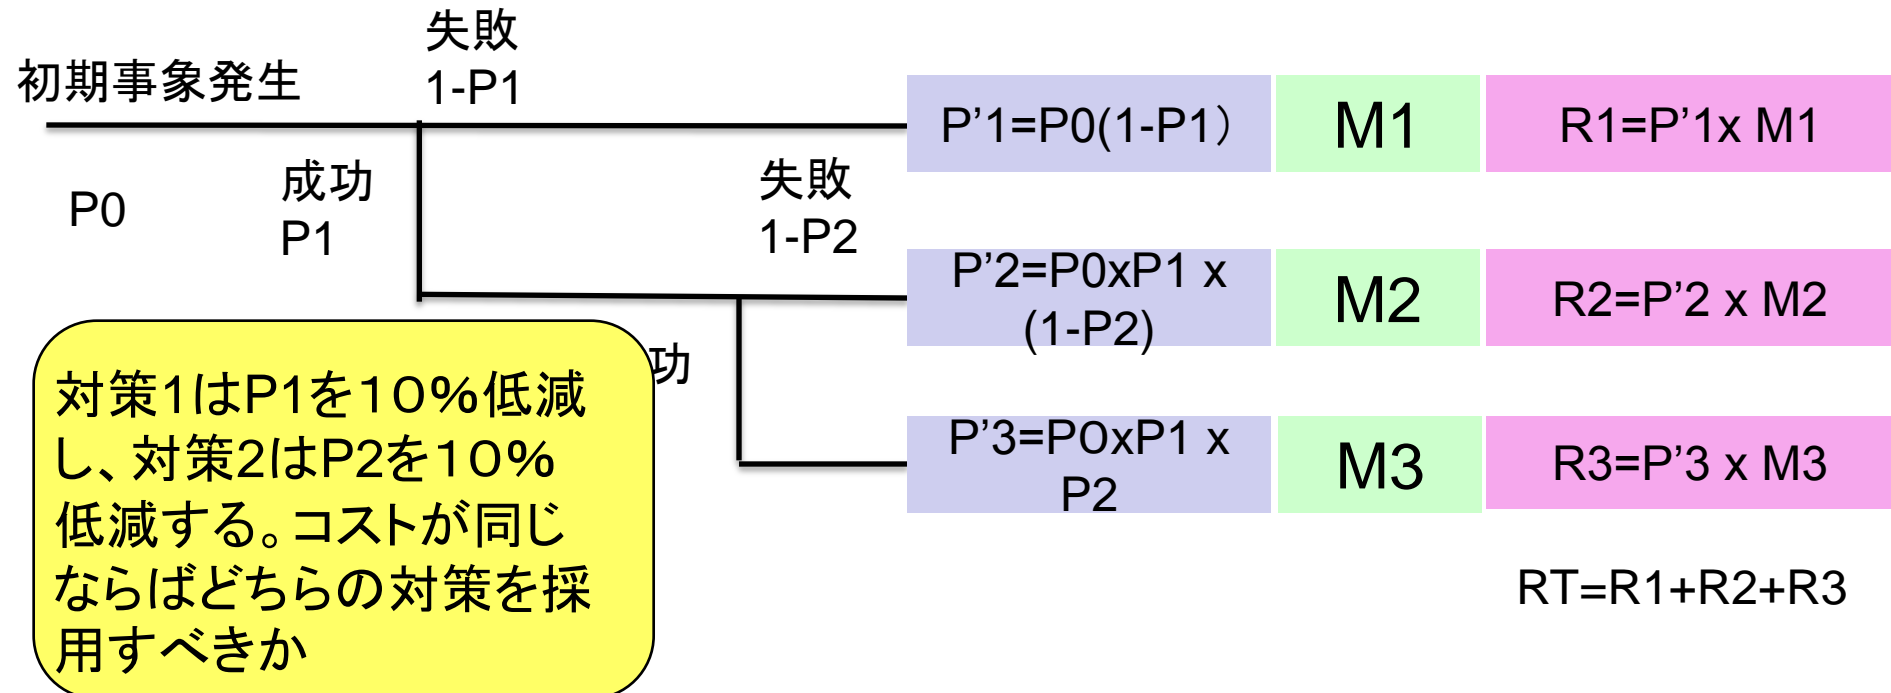 失敗
1-P1
初期事象発生
P0
成功
P1
失敗
1-P2
功
P’1=P0(1-P1）
M1
R1=P’1x M1
P’2=P0xP1 x
(1-P2)
M2
R2=P’2 x M2
P’3=P0xP1 x
P2
M3
R3=P’3 x M3
RT=R1+R2+R3
対策1はP1を１０％低減
し、対策2はP2を１０％
低減する。コストが同じ
ならばどちらの対策を採
用すべきか